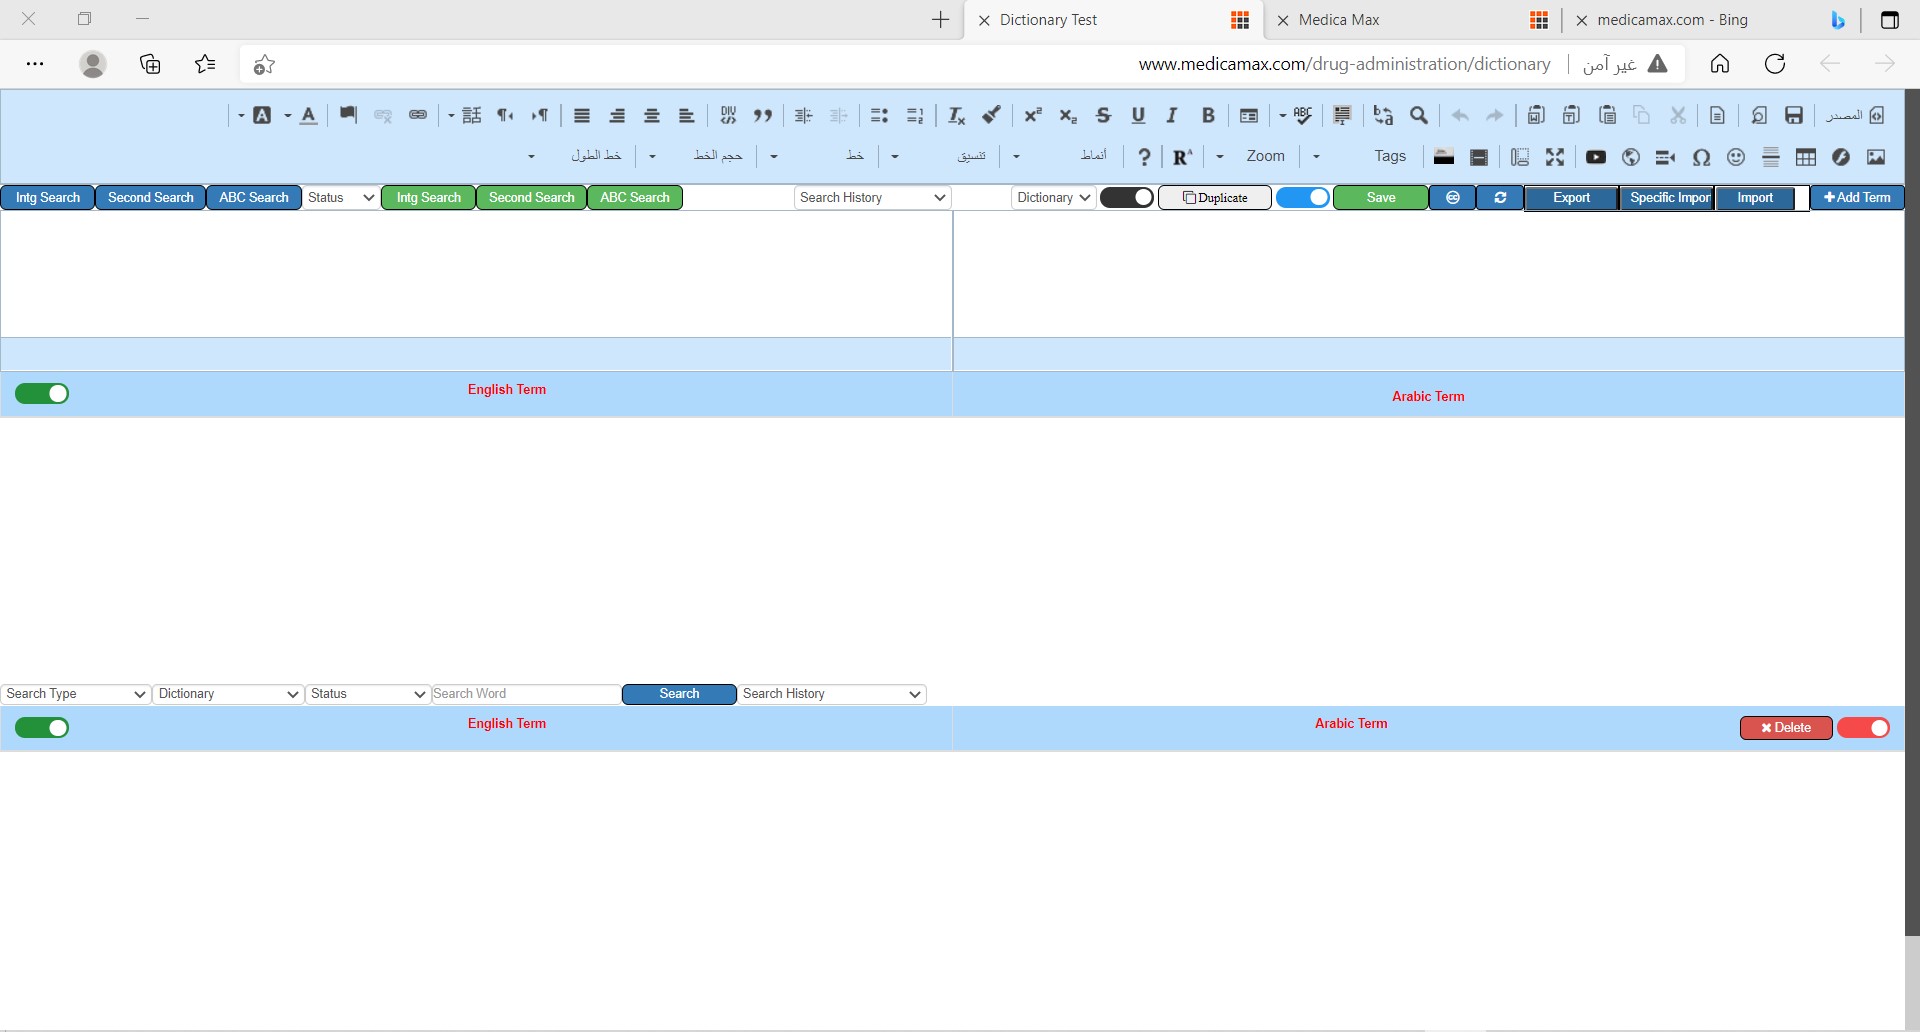 Dictionary Test
Medica Max
medicamax.com - Bing
www.medicamax.com/drug-administration/dictionary
غير آمن
المصدر
خط الطول
حجم الخط
خط
تنسيق
أنماط
Zoom
Tags
Intg Search
Second Search
ABC Search
Status
Intg Search
Second Search
ABC Search
Search History
Dictionary
Duplicate
Save
Export
Specific Impor
Import
Add Term
English Term
Arabic Term
Search Type
Dictionary
Status
Search Word
Search
Search History
English Term
Arabic Term
Delete